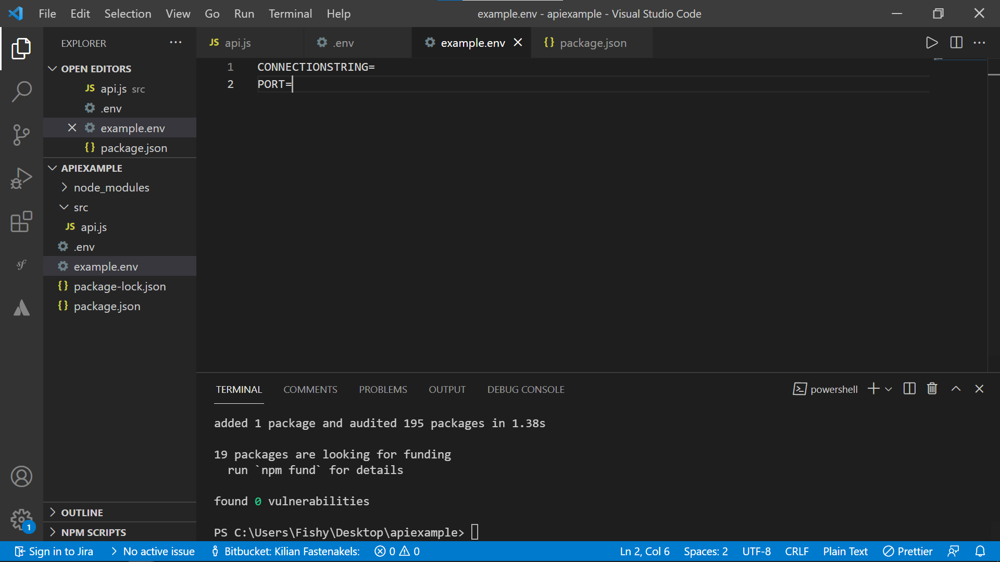 File Edit Selection View Go Run Terminal Help
example.env - apiexample - Visual Studio Code
EXPLORER
JS api.js
.env
example.env
{} package.json
OPEN EDITORS
JS api.js src
.env
example.env
{} package.json
APIEXAMPLE
node_modules
src
JS api.js
.env
example.env
{} package-lock.json
{} package.json
OUTLINE
NPM SCRIPTS
1 CONNECTIONSTRING=
2 PORT=
TERMINAL COMMENTS PROBLEMS OUTPUT DEBUG CONSOLE
powershell
added 1 package and audited 195 packages in 1.38s
19 packages are looking for funding
run `npm fund` for details
found 0 vulnerabilities
PS C:\Users\Fishy\Desktop\apiexample>
sf
1
Sign in to Jira
No active issue
Bitbucket: Kilian Fastenakels:
0
0
Ln 2, Col 6
Spaces: 2
UTF-8
CRLF
Plain Text
Prettier